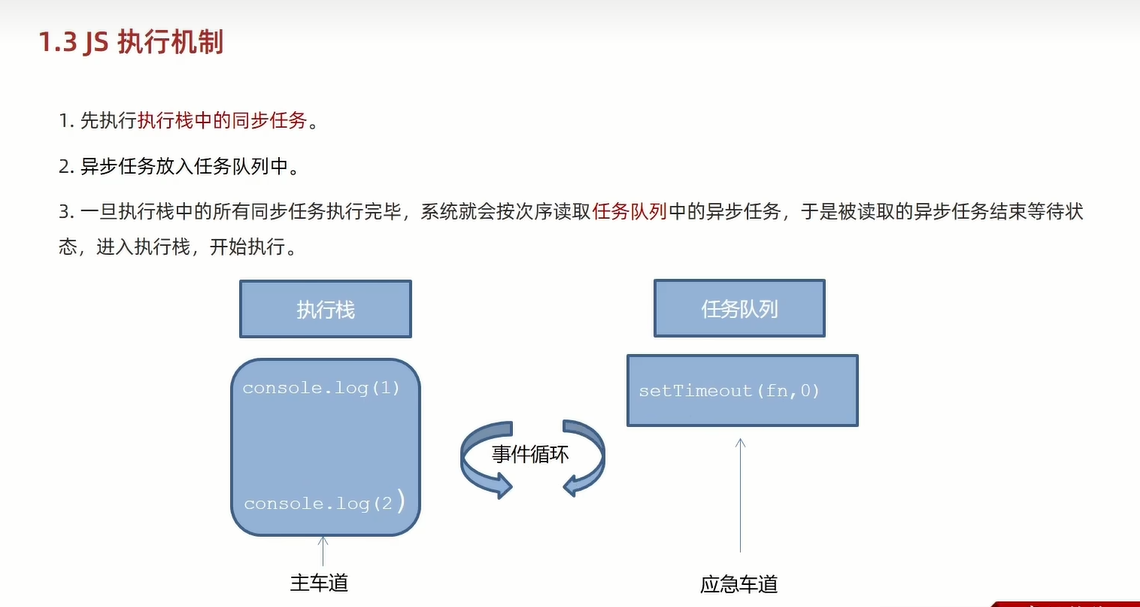 1.3 JS 执行机制
1. 先执行执行栈中的同步任务。
2. 异步任务放入任务队列中。
3. 一旦执行栈中的所有同步任务执行完毕，系统就会按次序读取任务队列中的异步任务，于是被读取的异步任务结束等待状
态，进入执行栈，开始执行。
执行栈
任务队列
console.log(1)
setTimeout(fn,0)
事件循环
console.log(2)
主车道
应急车道